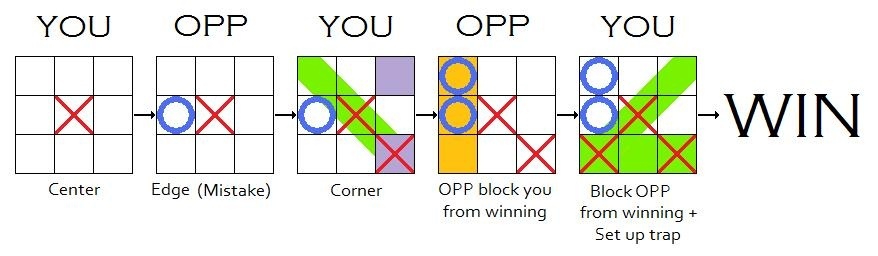 YOU OPP YOU OPP YOU
WIN
Center Edge (Mistake) Corner OPP block you Block OPP
from winning from winning +
Set up trap